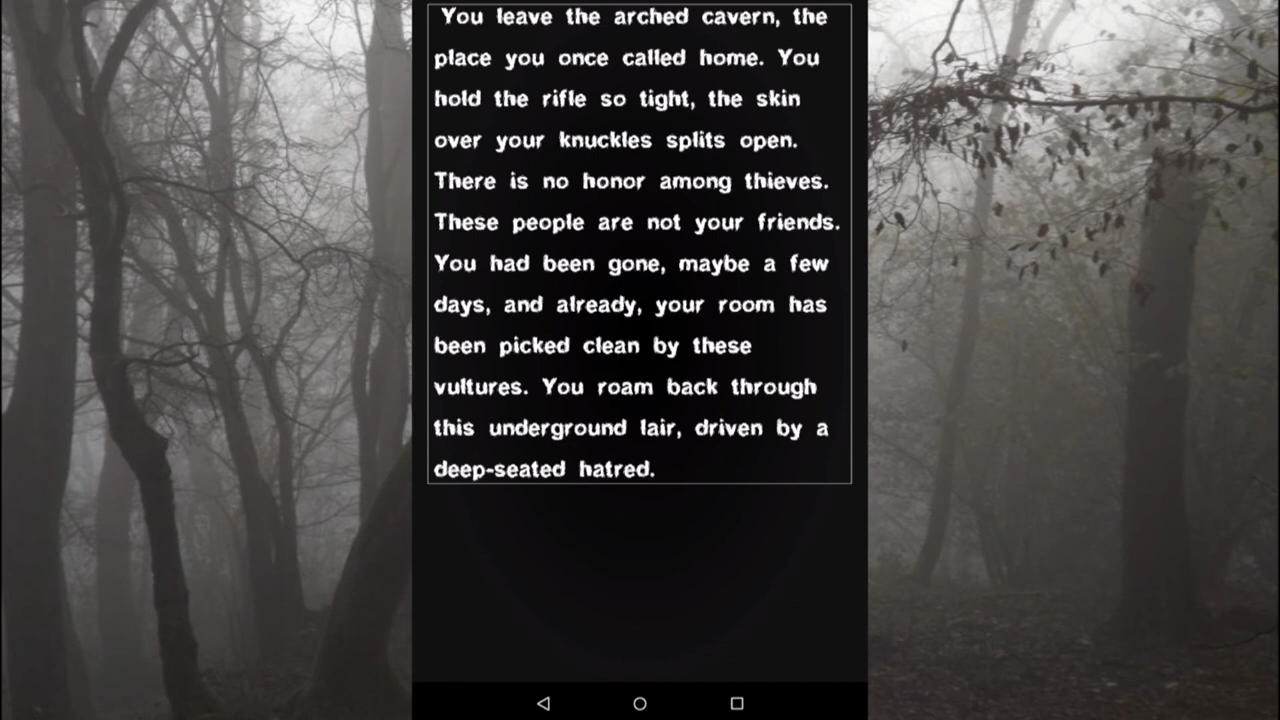 You leave the arched cavern, the
place you once called home. You
hold the rifle so tight, the skin
over your knuckles splits open.
There is no honor among thieves.
These people are not your friends.
You had been gone, maybe a few
days, and already, your room has
been picked clean by these
vultures. You roam back through
this underground lair, driven by a
deep-seated hatred.